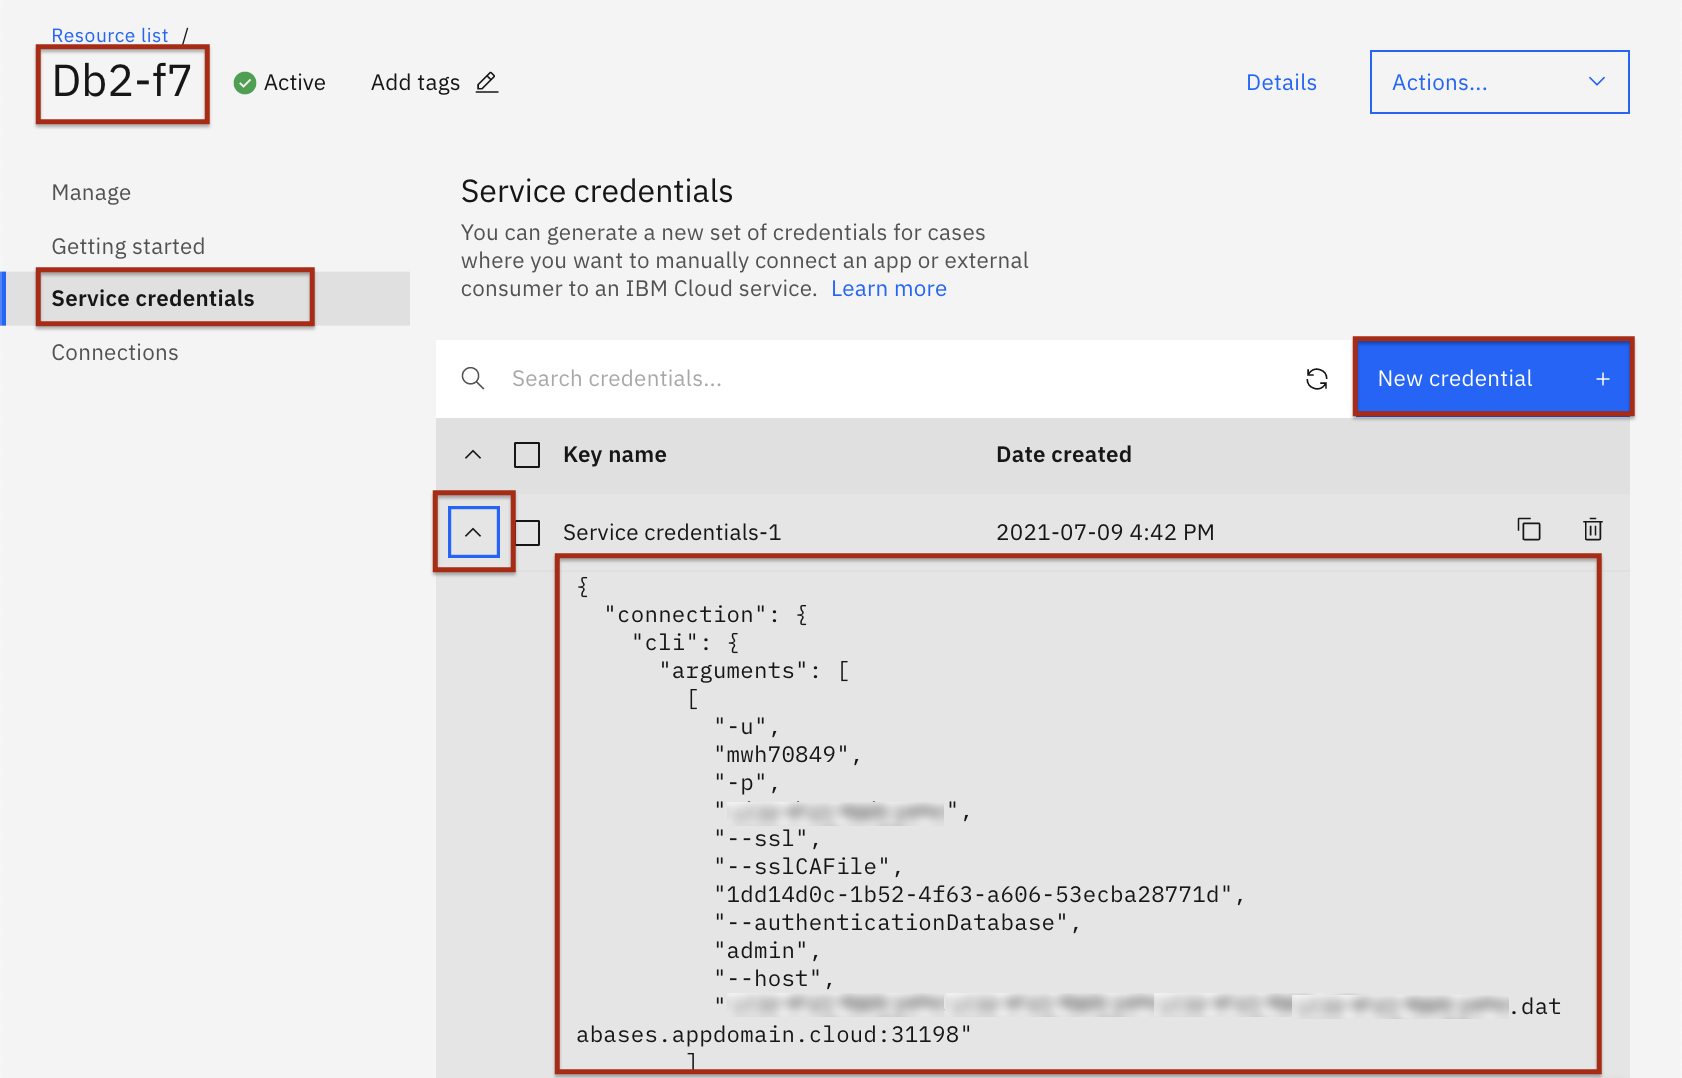 Resource list /
Db2-f7
Active
Add tags
Details
Actions...
Manage
Getting started
Service credentials
Connections
Service credentials
You can generate a new set of credentials for cases
where you want to manually connect an app or external
consumer to an IBM Cloud service. Learn more
Search credentials...
New credential +
Key name Date created
Service credentials-1 2021-07-09 4:42 PM
{
"connection": {
"cli": {
"arguments": [
[
"-u",
"mwh70849",
"-p",
" ",
"--ssl",
"--sslCAFile",
"1dd14d0c-1b52-4f63-a606-53ecba28771d",
"--authenticationDatabase",
"admin",
"--host",
" .dat
abases.appdomain.cloud:31198"
]